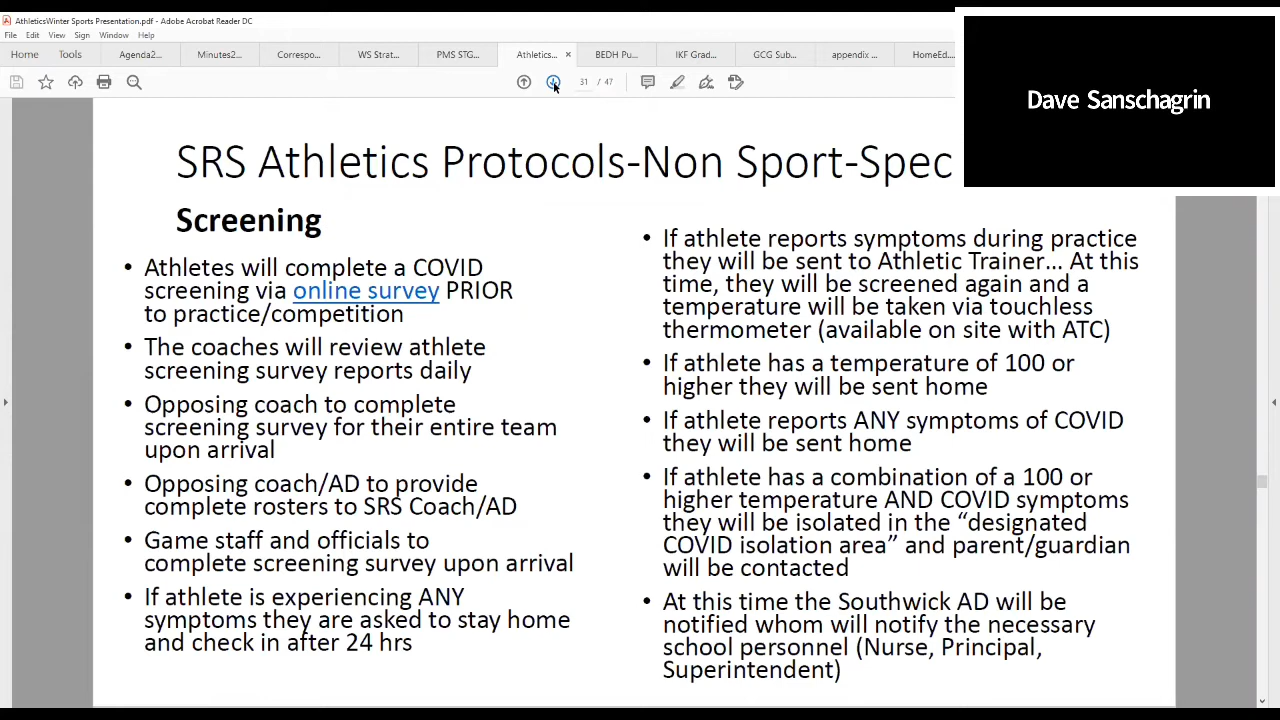 AthleticsWinter Sports Presentation.pdf - Adobe Acrobat Reader DC
File Edit View Sign Window Help
Home Tools Agenda2... Minutes2... Correspo... WS Strat... PMS STG... Athletics... × BEDH Pu... IKF Grad... GCG Sub... appendix ... HomeEd...
31 / 47
Dave Sanschagrin
SRS Athletics Protocols-Non Sport-Spec
Screening
• Athletes will complete a COVID
screening via online survey PRIOR
to practice/competition
• The coaches will review athlete
screening survey reports daily
• Opposing coach to complete
screening survey for their entire team
upon arrival
• Opposing coach/AD to provide
complete rosters to SRS Coach/AD
• Game staff and officials to
complete screening survey upon arrival
• If athlete is experiencing ANY
symptoms they are asked to stay home
and check in after 24 hrs
• If athlete reports symptoms during practice
they will be sent to Athletic Trainer... At this
time, they will be screened again and a
temperature will be taken via touchless
thermometer (available on site with ATC)
• If athlete has a temperature of 100 or
higher they will be sent home
• If athlete reports ANY symptoms of COVID
they will be sent home
• If athlete has a combination of a 100 or
higher temperature AND COVID symptoms
they will be isolated in the “designated
COVID isolation area” and parent/guardian
will be contacted
• At this time the Southwick AD will be
notified whom will notify the necessary
school personnel (Nurse, Principal,
Superintendent)